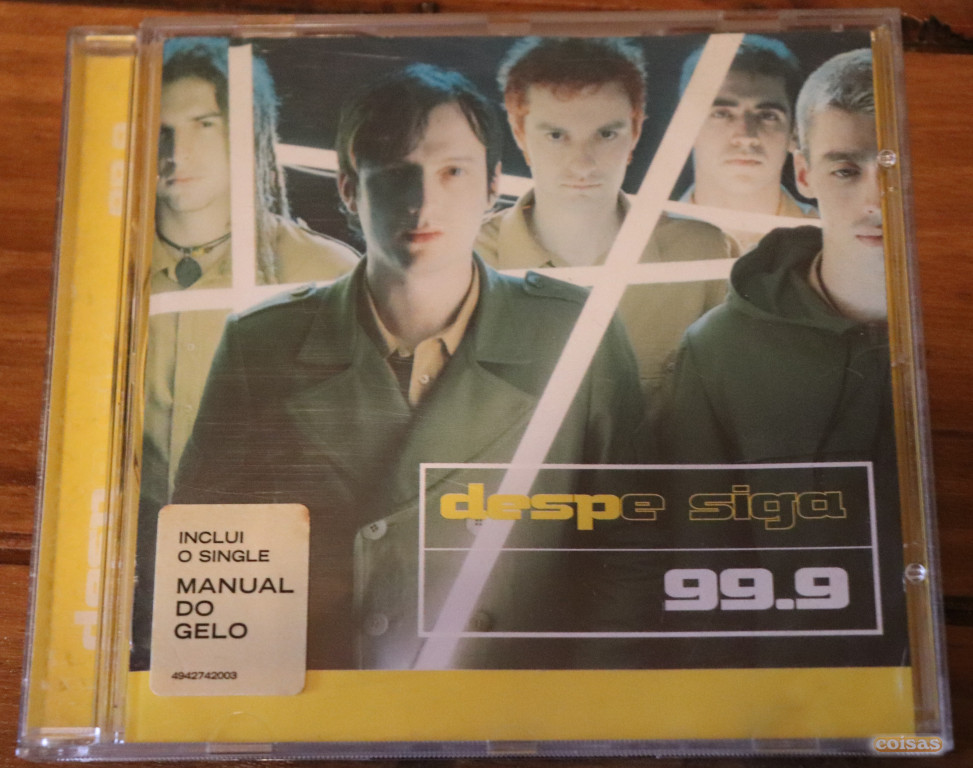 despe siga
99.9
INCLUI
O SINGLE
MANUAL
DO
GELO
4942742003
coisas